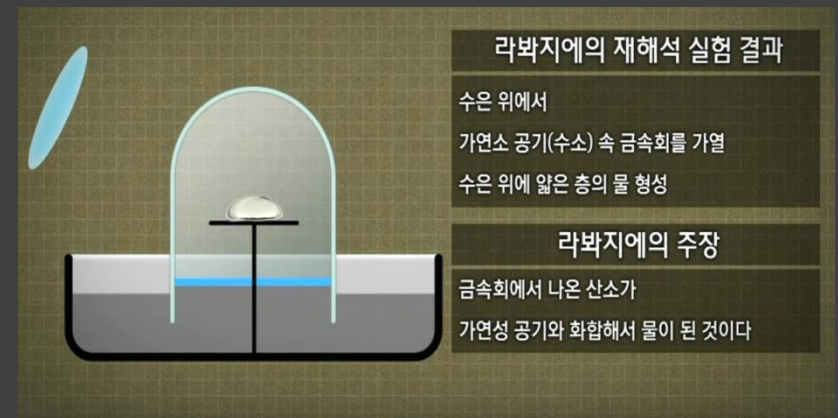 라봐지에의 재해석 실험 결과
수은 위에서
가연소 공기(수소) 속 금속회를 가열
수은 위에 얇은 층의 물 형성
라봐지에의 주장
금속회에서 나온 산소가
가연성 공기와 화합해서 물이 된 것이다